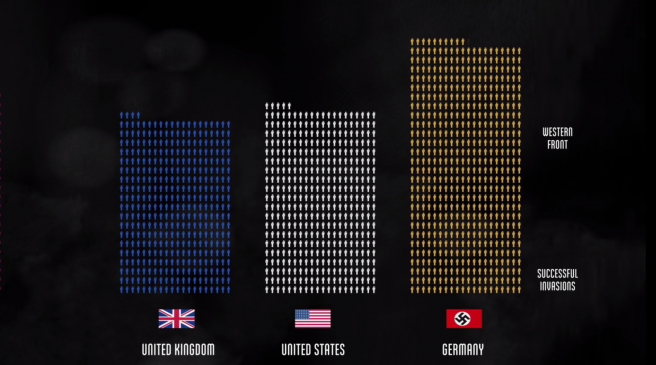 WESTERN
FRONT
SUCCESSFUL
INVASIONS
UNITED KINGDOM
UNITED STATES
GERMANY